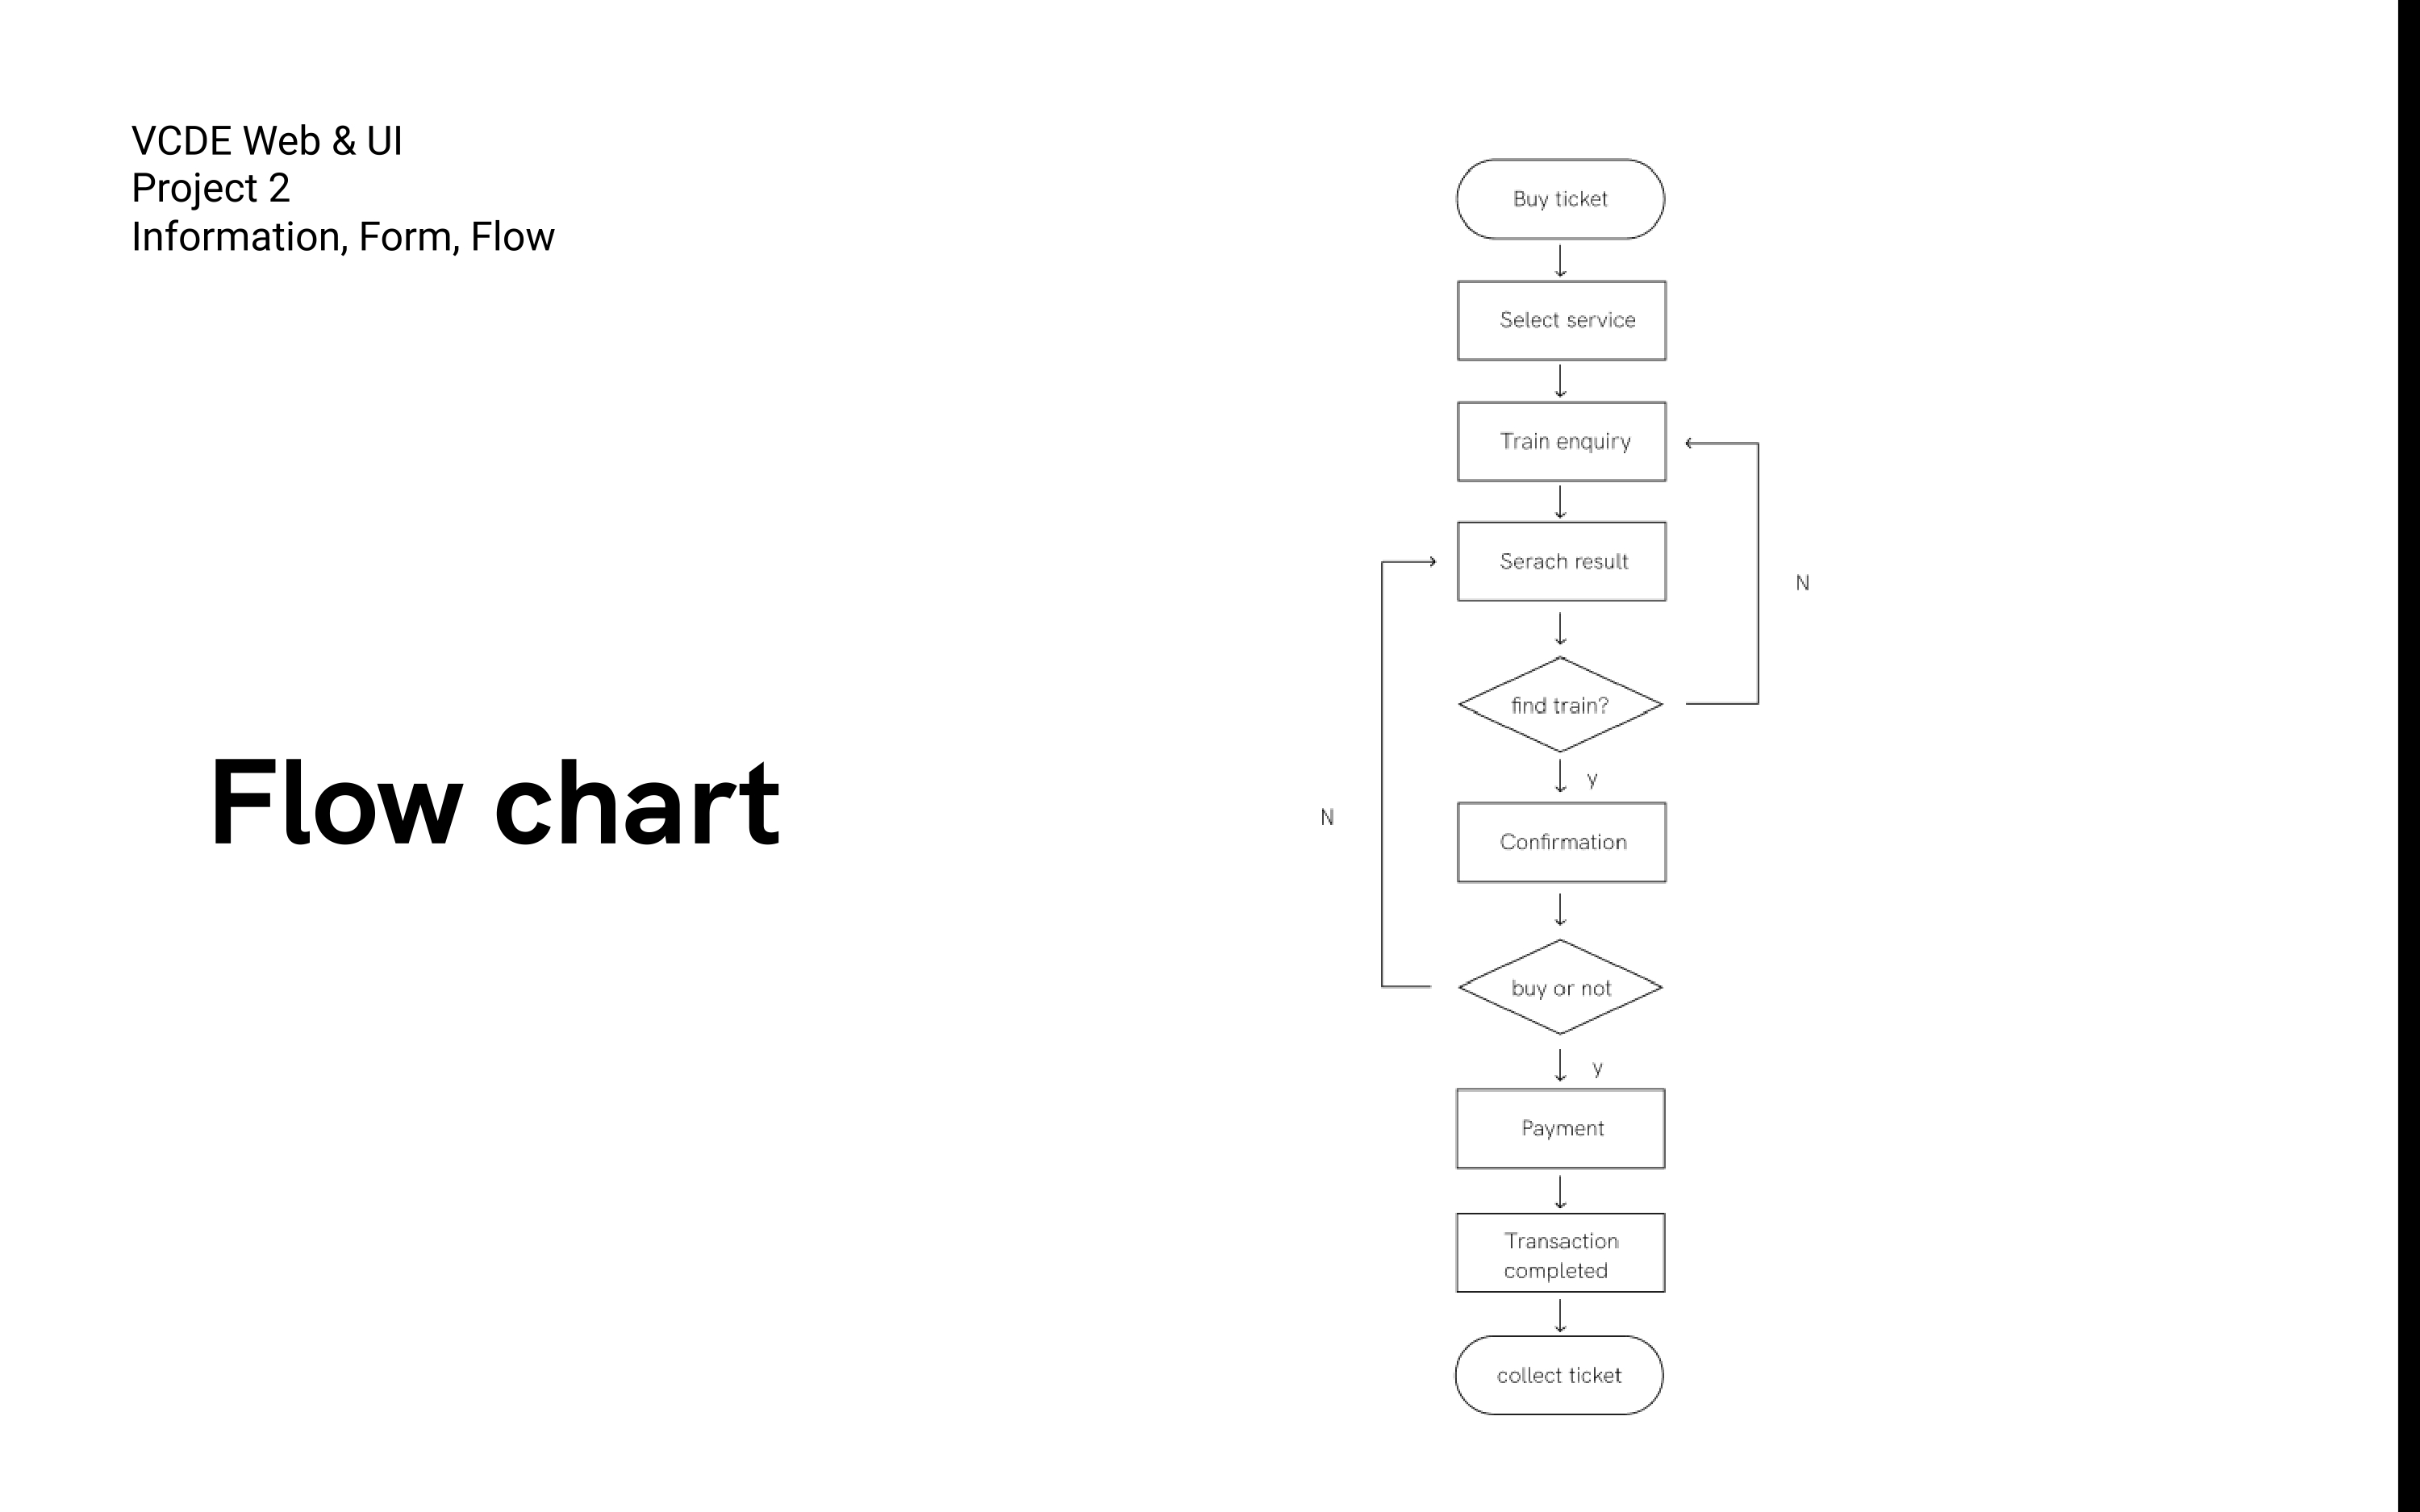 VCDE Web & UI
Project 2
Information, Form, Flow
Flow chart
Buy ticket
Select service
Train enquiry
Serach result
N
find train?
y
N
Confirmation
buy or not
y
Payment
Transaction
completed
collect ticket